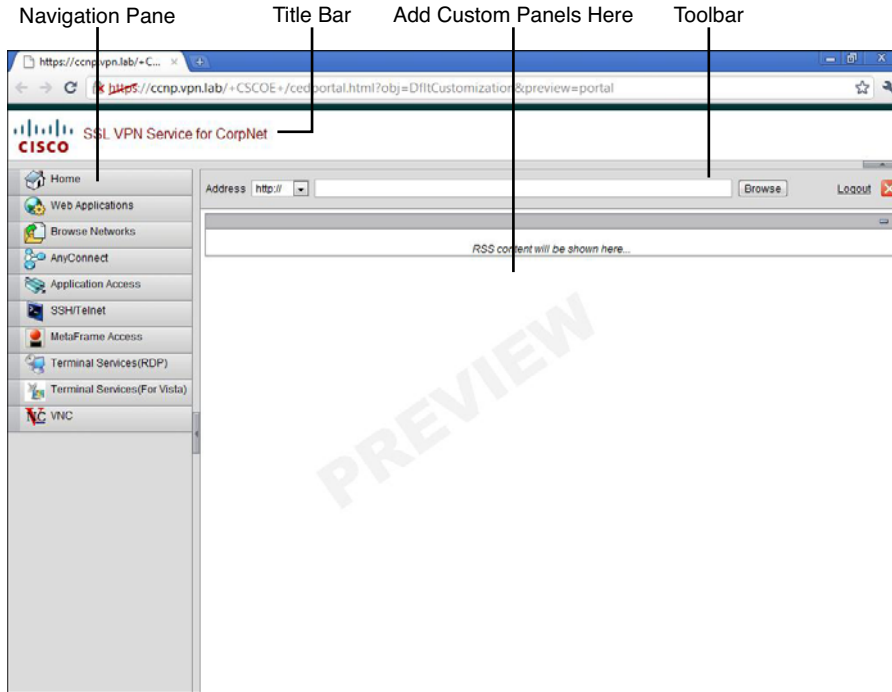 Navigation Pane
Title Bar
Add Custom Panels Here
Toolbar
https://ccnp.vpn.lab/+C...
https://ccnp.vpn.lab/+CSCOE+/cedportal.html?obj=DfltCustomization&preview=portal
CISCO
SSL VPN Service for CorpNet
Home
Address http:// Browse Logout
Web Applications
Browse Networks
RSS content will be shown here...
AnyConnect
Application Access
SSH/Telnet
MetaFrame Access
Terminal Services(RDP)
Terminal Services(For Vista)
VNC
PREVIEW